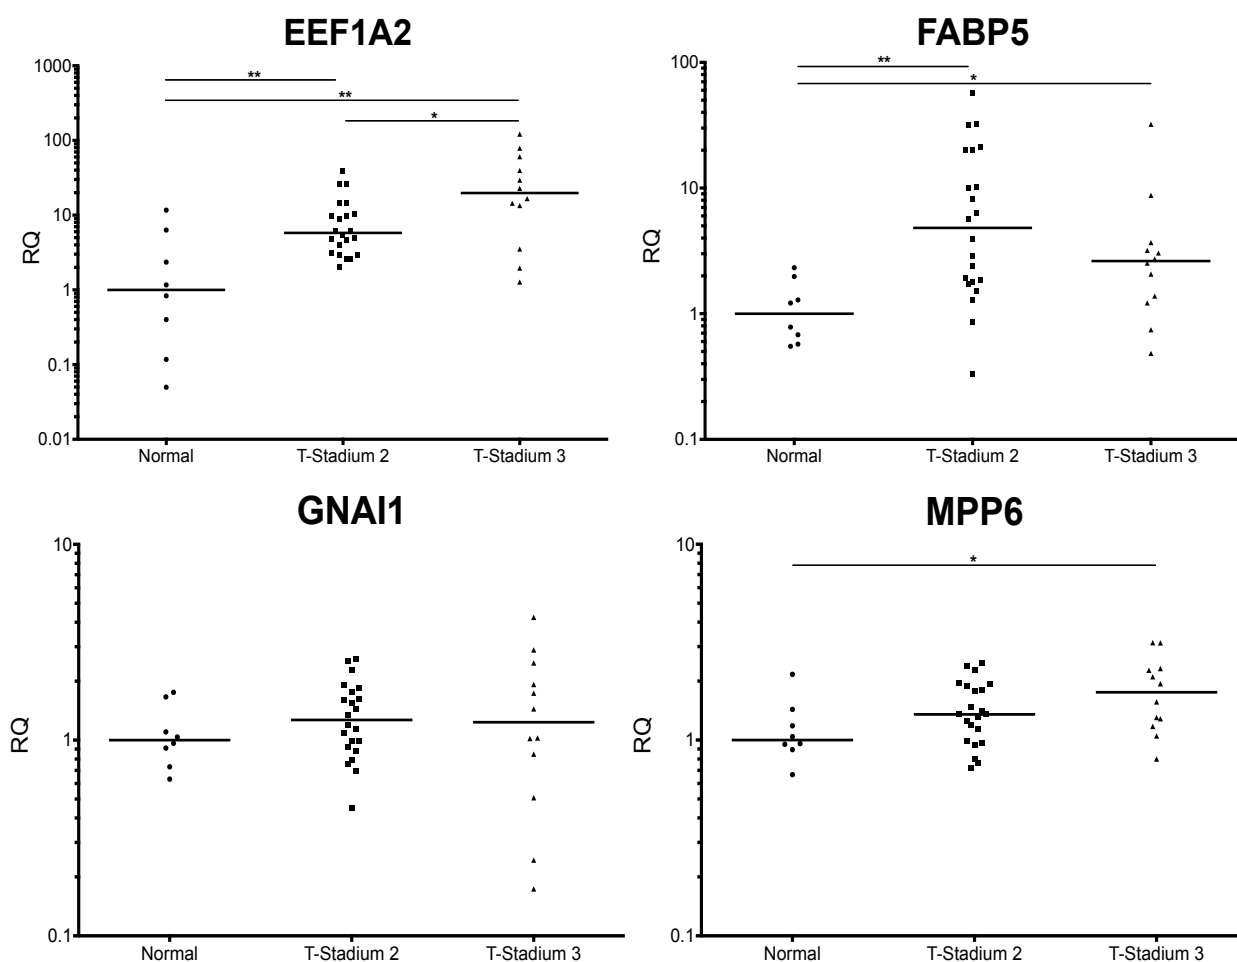 EEF1A2
FABP5
1000
100
10
1
0.1
0.01
RQ
**
**
*
Normal
T-Stadium 2
T-Stadium 3
100
10
1
0.1
RQ
**
*
Normal
T-Stadium 2
T-Stadium 3
GNAI1
MPP6
10
1
0.1
RQ
Normal
T-Stadium 2
T-Stadium 3
10
1
0.1
RQ
*
Normal
T-Stadium 2
T-Stadium 3